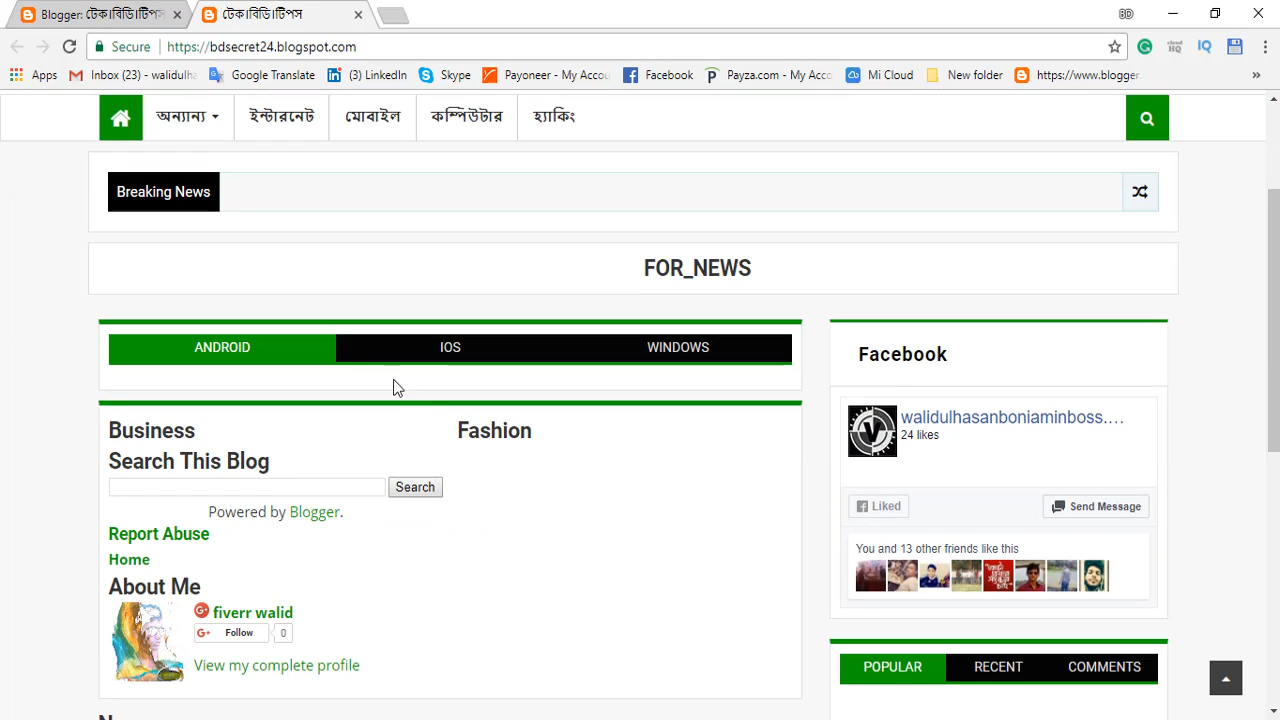 Blogger: টেক।বিডি।টিপস
টেক।বিডি।টিপস
BD
Secure https://bdsecret24.blogspot.com
Apps Inbox (23) - walidulha Google Translate (3) LinkedIn Skype Payoneer - My Accou Facebook Payza.com - My Acco Mi Cloud New folder https://www.blogger. »
অন্যান্য ইন্টারনেট মোবাইল কম্পিউটার হ্যাকিং
Breaking News
FOR_NEWS
ANDROID IOS WINDOWS
Facebook
walidulhasanboniaminboss....
24 likes
Liked Send Message
You and 13 other friends like this
Business Fashion
Search This Blog
Search
Powered by Blogger.
Report Abuse
Home
About Me
fiverr walid
Follow 0
View my complete profile
POPULAR RECENT COMMENTS